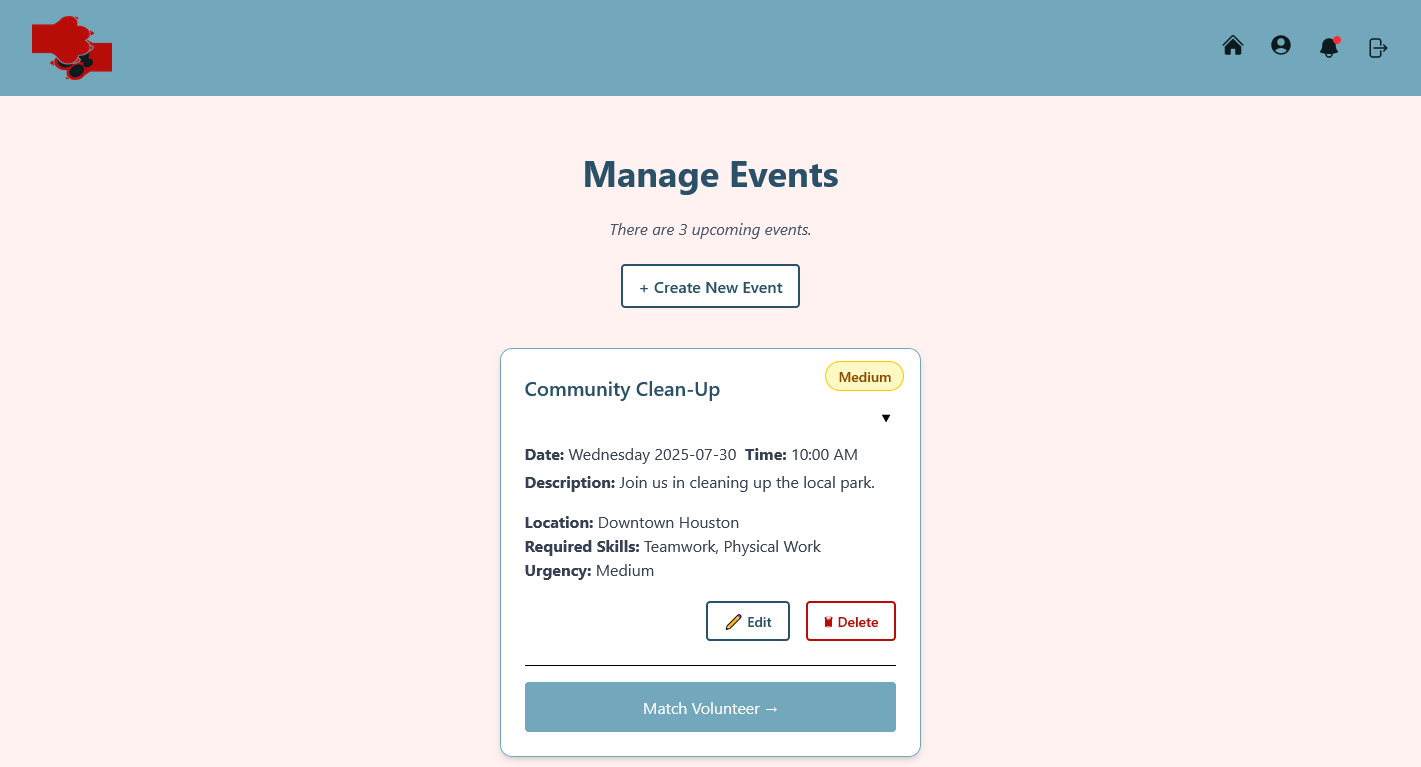 Manage Events
There are 3 upcoming events.
+ Create New Event
Community Clean-Up
Medium
▼
Date: Wednesday 2025-07-30 Time: 10:00 AM
Description: Join us in cleaning up the local park.
Location: Downtown Houston
Required Skills: Teamwork, Physical Work
Urgency: Medium
Edit
Delete
Match Volunteer →